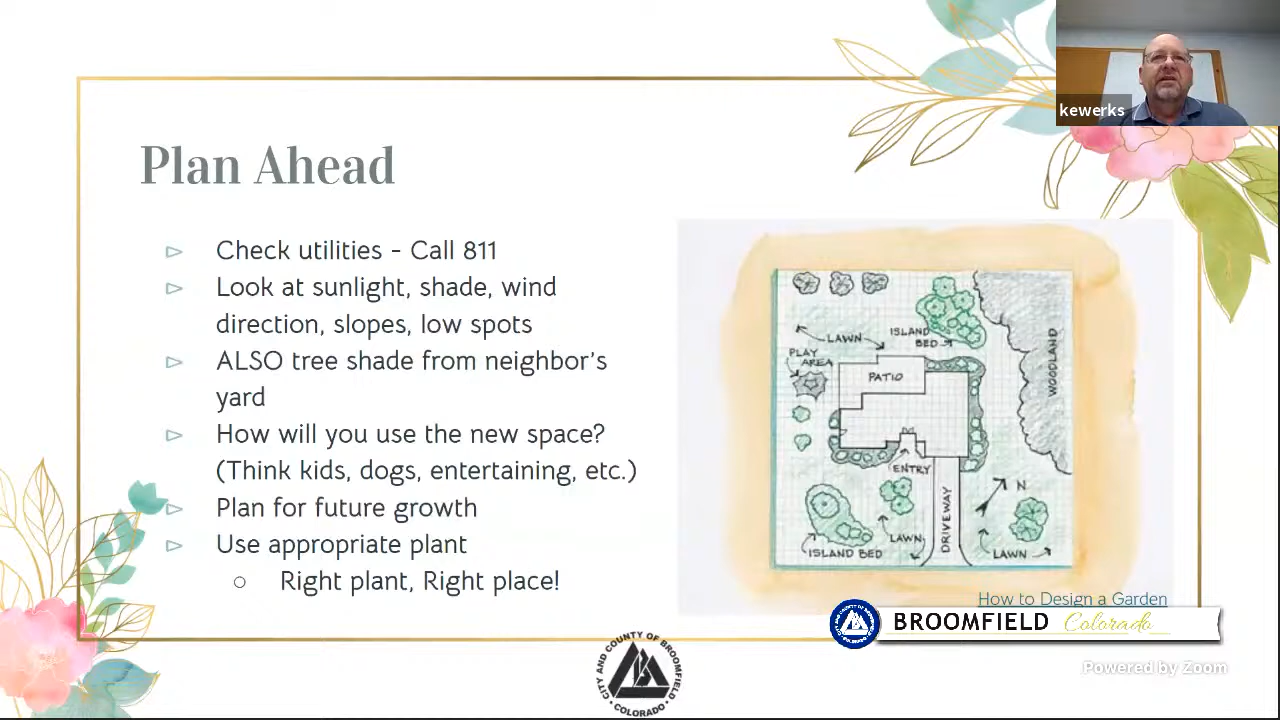 kewerks
Plan Ahead
Check utilities - Call 811
Look at sunlight, shade, wind
direction, slopes, low spots
ALSO tree shade from neighbor's
yard
How will you use the new space?
(Think kids, dogs, entertaining, etc.)
Plan for future growth
Use appropriate plant
Right plant, Right place!
LAWN
ISLAND
BED
PLAY
AREA
PATIO
WOODLAND
ENTRY
N
DRIVEWAY
LAWN
ISLAND BED
LAWN
How to Design a Garden
BROOMFIELD Colorado
CITY AND COUNTY OF BROOMFIELD
COLORADO
Powered by Zoom